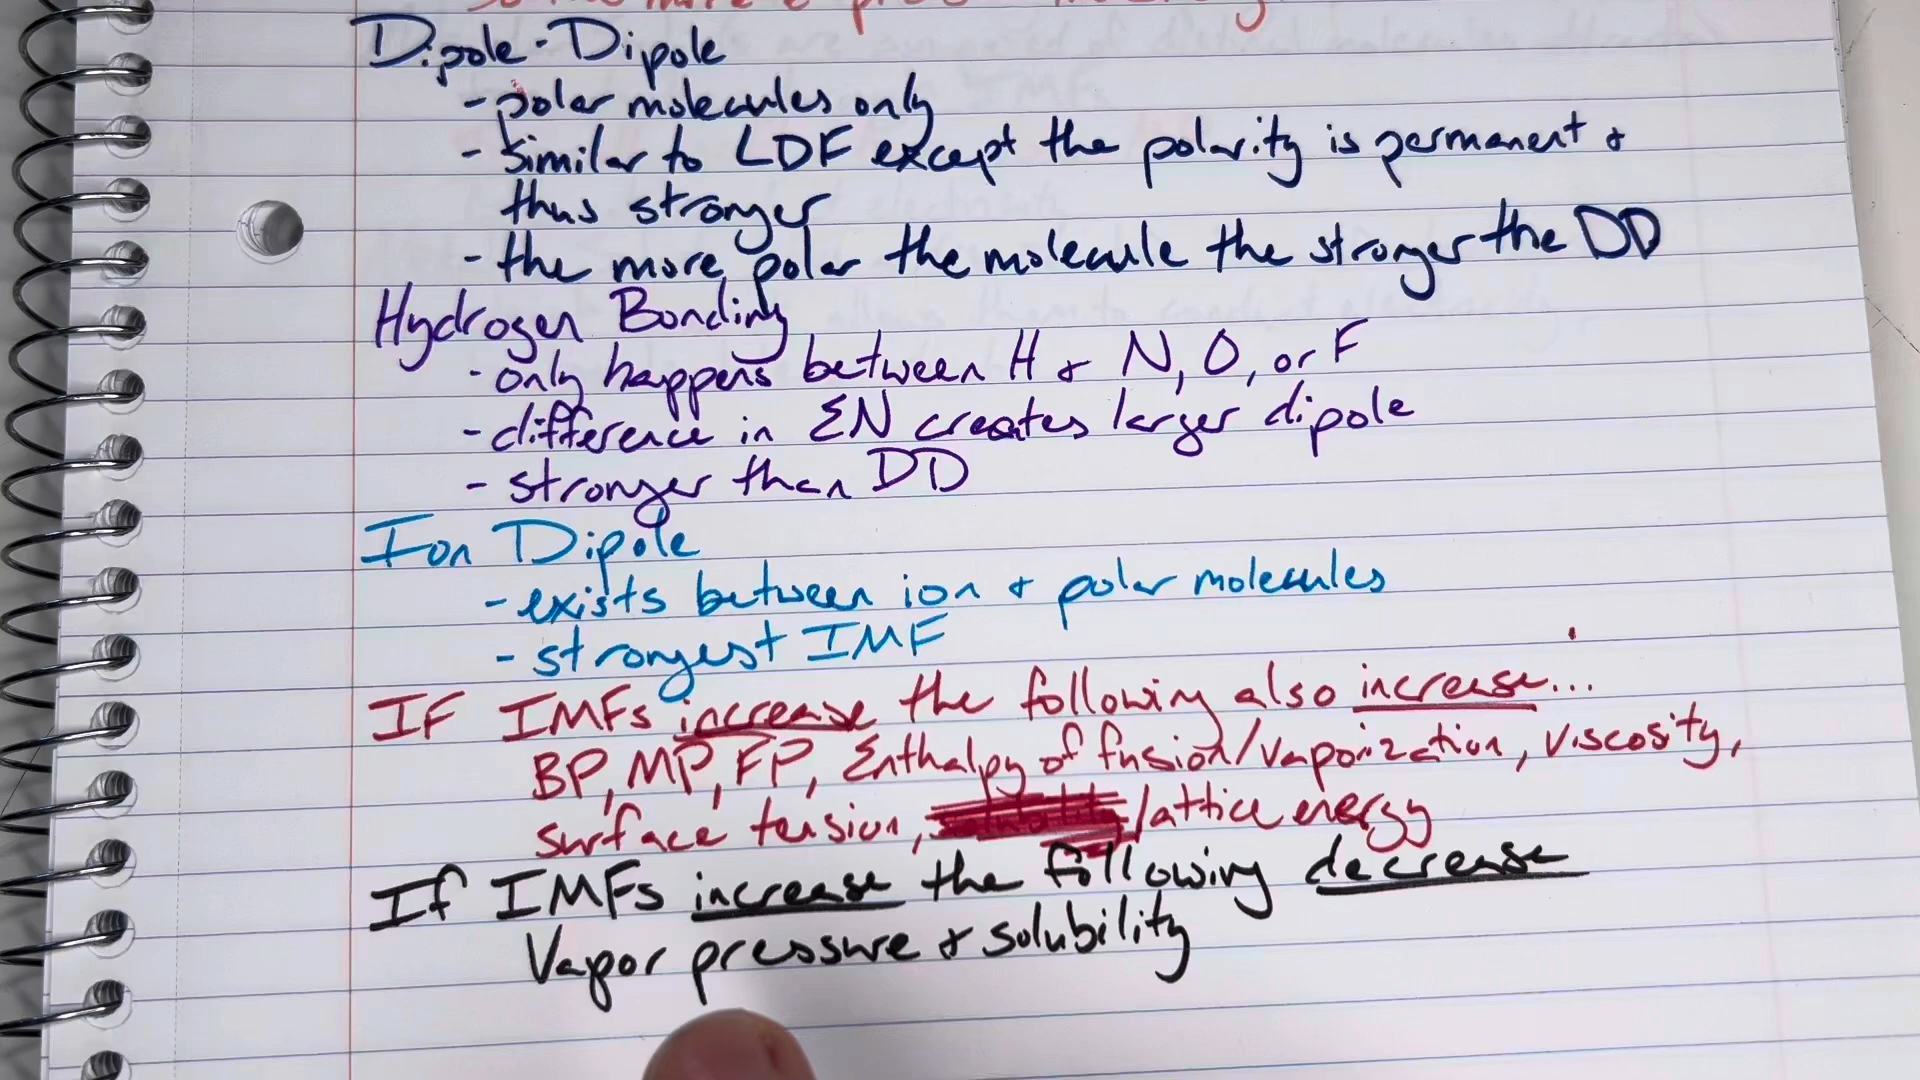 Dipole-Dipole
- polar molecules only
- similar to LDF except the polarity is permanent &
thus stronger
- the more polar the molecule the stronger the DD
Hydrogen Bonding
- only happens between H & N, O, or F
- difference in EN creates larger dipole
- stronger than DD
Ion Dipole
- exists between ion & polar molecules
- strongest IMF
IF IMFs increase the following also increase...
BP, MP, FP, Enthalpy of fusion/vaporization, viscosity,
surface tension, lattice energy
If IMFs increase the following decrease
Vapor pressure & solubility